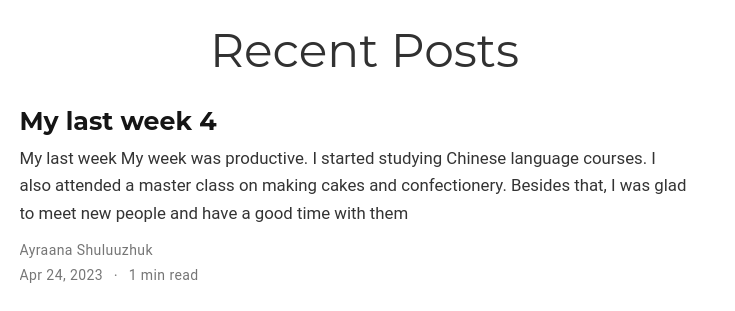 Recent Posts
My last week 4
My last week My week was productive. I started studying Chinese language courses. I
also attended a master class on making cakes and confectionery. Besides that, I was glad
to meet new people and have a good time with them
Ayraana Shuluuzhuk
Apr 24, 2023 · 1 min read